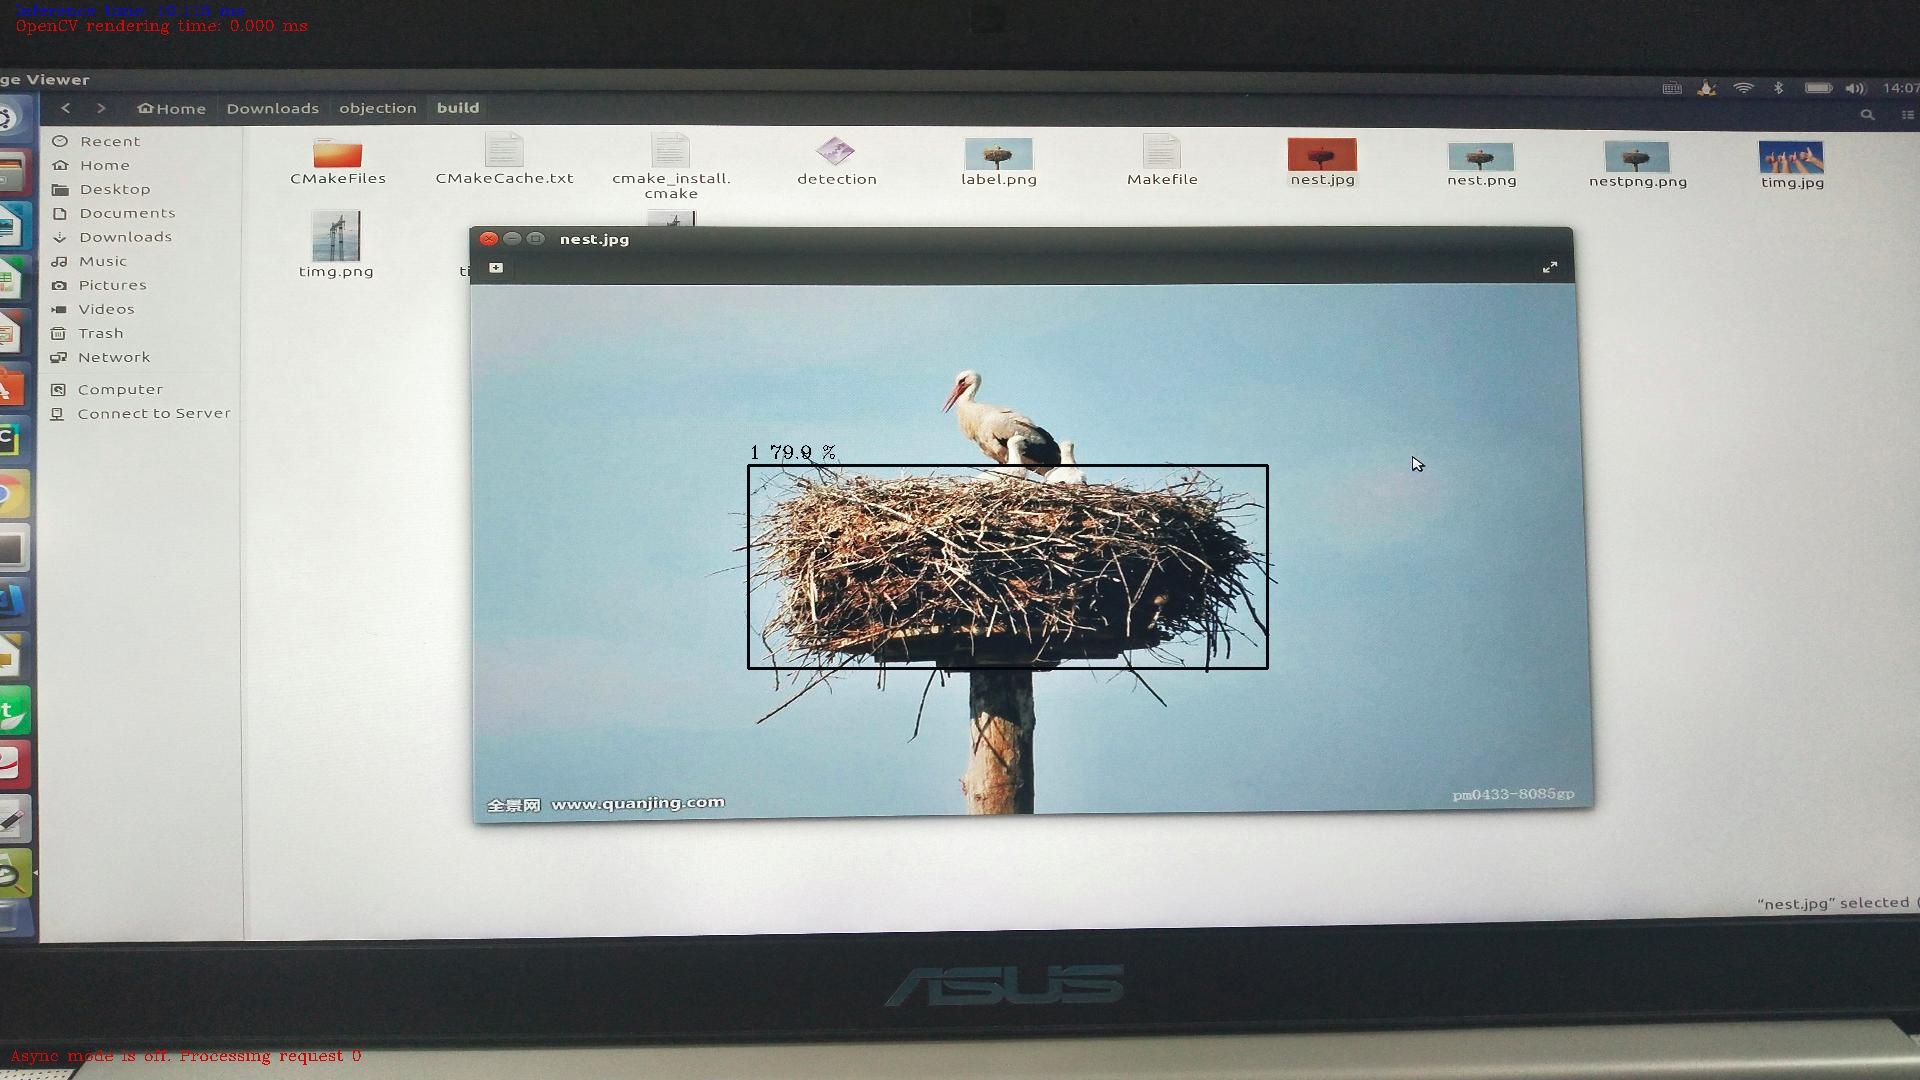 Inference time: 10.115 ms
OpenCV rendering time: 0.000 ms
ge Viewer
14:07
Home Downloads objection build
Recent
Home
Desktop
Documents
Downloads
Music
Pictures
Videos
Trash
Network
Computer
Connect to Server
CMakeFiles
CMakeCache.txt
cmake_install.
cmake
detection
label.png
Makefile
nest.jpg
nest.png
nestpng.png
timg.jpg
timg.png
ti
nest.jpg
1 79.9 %
全景网 www.quanjing.com
pm0433-8085gp
"nest.jpg" selected (
ASUS
Async mode is off. Processing request 0